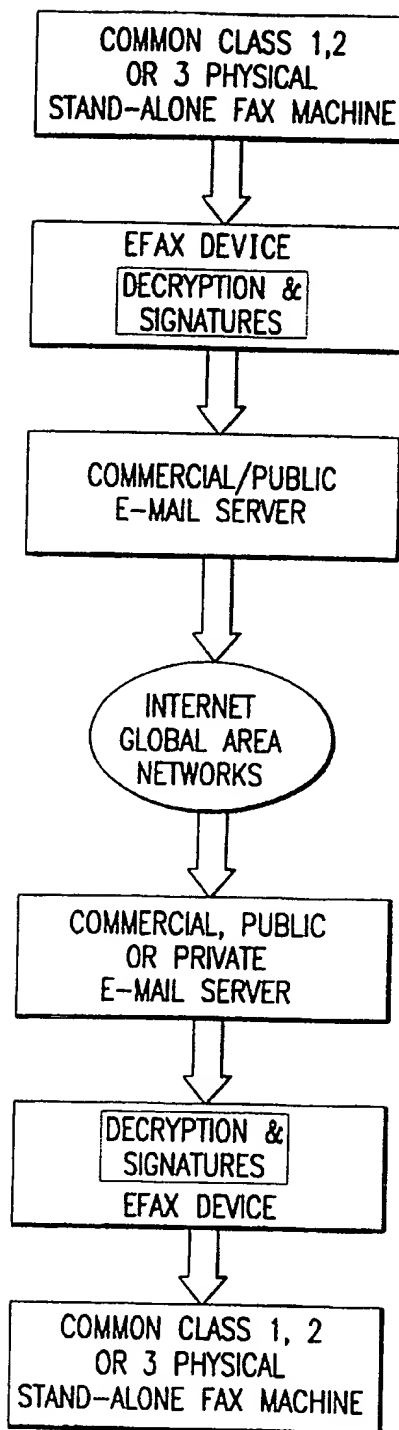 COMMON CLASS 1,2
OR 3 PHYSICAL
STAND-ALONE FAX MACHINE
EFAX DEVICE
DECRYPTION &
SIGNATURES
COMMERCIAL/PUBLIC
E-MAIL SERVER
INTERNET
GLOBAL AREA
NETWORKS
COMMERCIAL, PUBLIC
OR PRIVATE
E-MAIL SERVER
DECRYPTION &
SIGNATURES
EFAX DEVICE
COMMON CLASS 1, 2
OR 3 PHYSICAL
STAND-ALONE FAX MACHINE